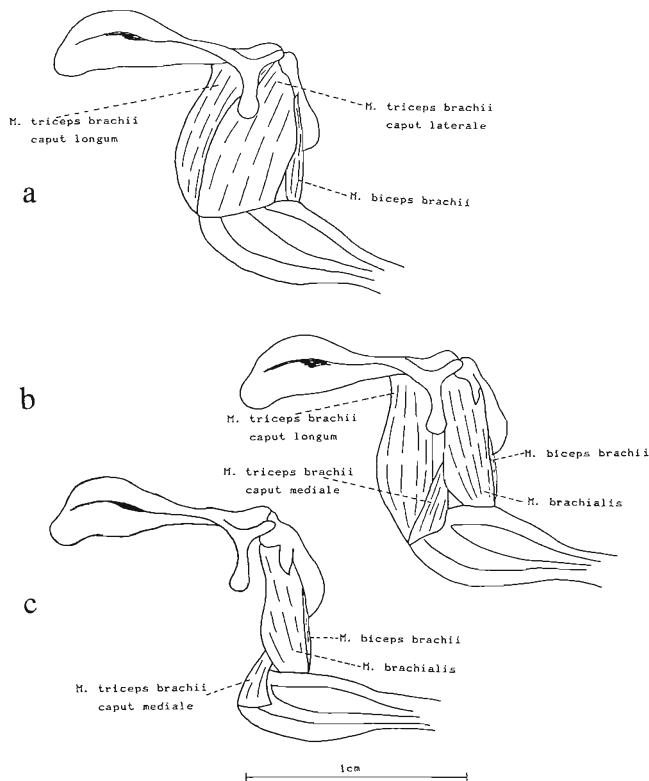 M. triceps brachii
caput longum
M. triceps brachii
caput laterale
M. biceps brachii
a
b
M. triceps brachii
caput longum
M. triceps brachii
caput mediale
M. biceps brachii
M. brachialis
c
M. biceps brachii
M. brachialis
M. triceps brachii
caput mediale
1cm